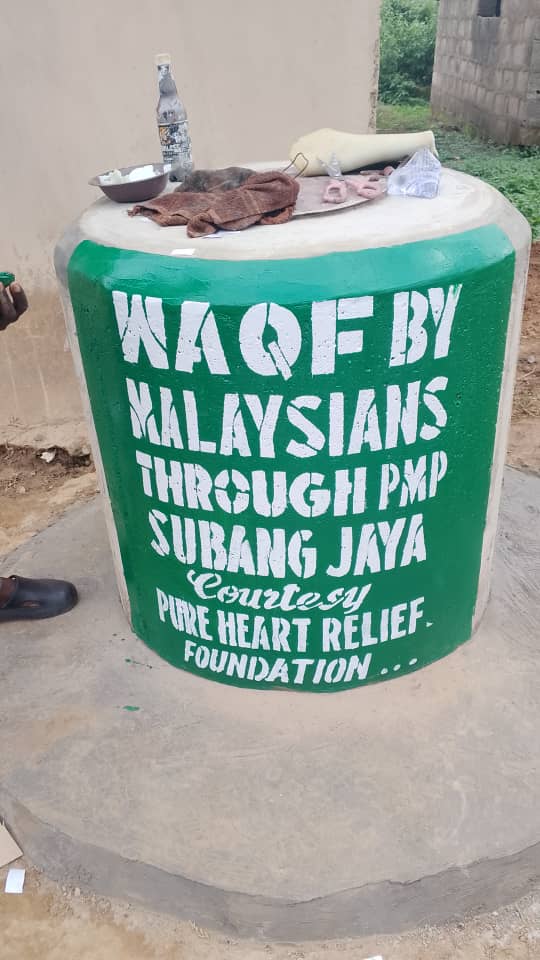 WAQF BY
MALAYSIANS
THROUGH PMP
SUBANG JAYA
Courtesy
PURE HEART RELIEF.
FOUNDATION ...